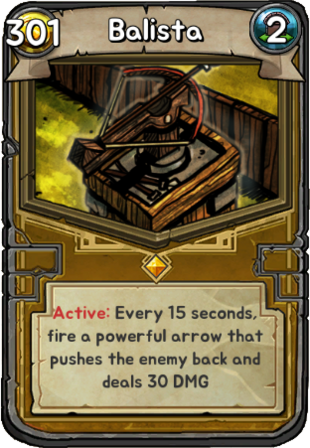 301 Balista 2
Active: Every 15 seconds,
fire a powerful arrow that
pushes the enemy back and
deals 30 DMG